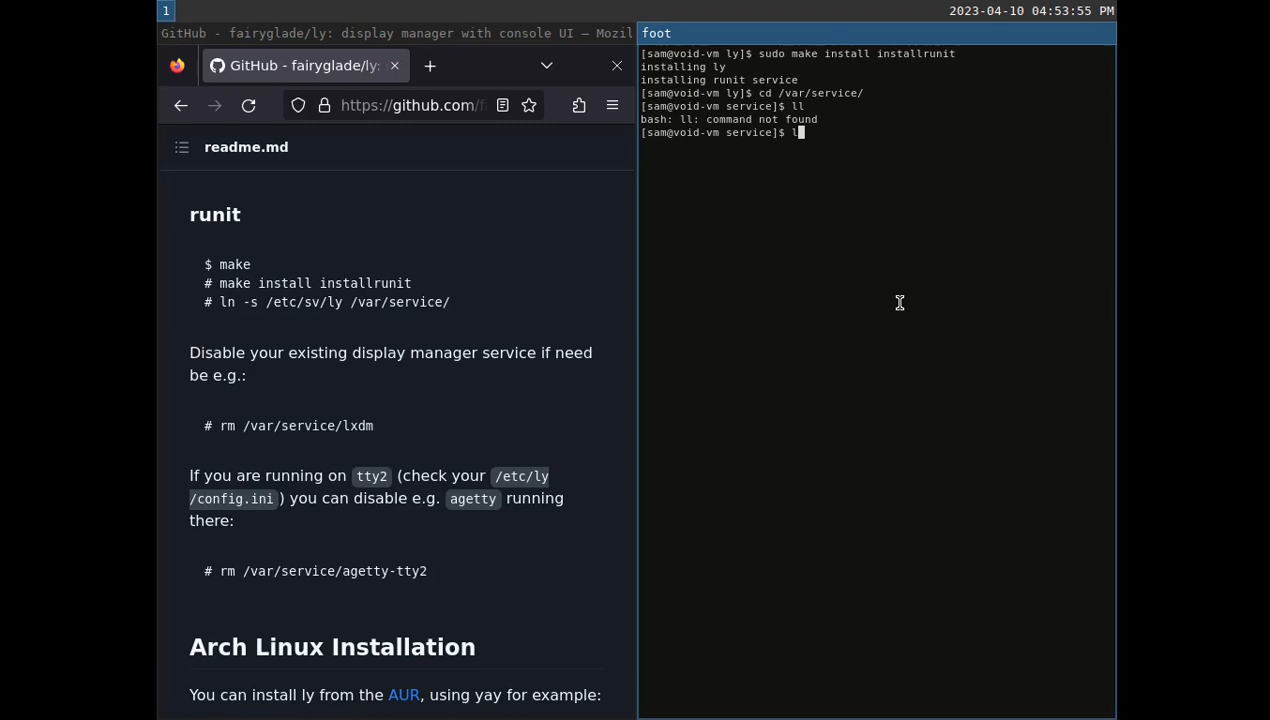 1
2023-04-10 04:53:55 PM
GitHub - fairyglade/ly: display manager with console UI — Mozil
foot
GitHub - fairyglade/ly:
https://github.com/f
readme.md
runit
$ make
# make install installrunit
# ln -s /etc/sv/ly /var/service/
Disable your existing display manager service if need
be e.g.:
# rm /var/service/lxdm
If you are running on tty2 (check your /etc/ly
/config.ini) you can disable e.g. agetty running
there:
# rm /var/service/agetty-tty2
Arch Linux Installation
You can install ly from the AUR, using yay for example:
[sam@void-vm ly]$ sudo make install installrunit
installing ly
installing runit service
[sam@void-vm ly]$ cd /var/service/
[sam@void-vm service]$ ll
bash: ll: command not found
[sam@void-vm service]$ l